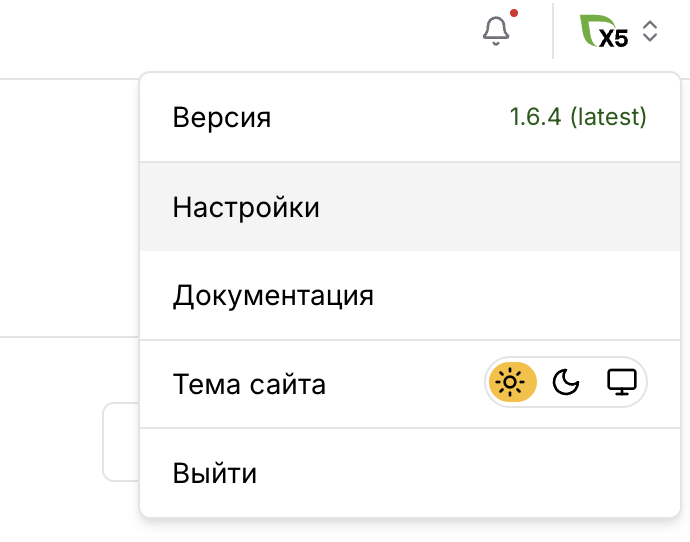 X5
Версия 1.6.4 (latest)
Настройки
Документация
Тема сайта
Выйти